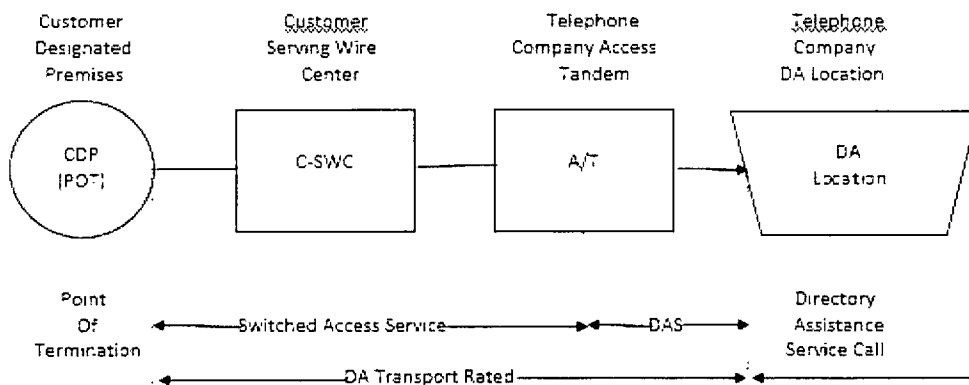 Customer
Designated
Premises
Customer
Serving Wire
Center
Telephone
Company Access
Tandem
Telephone
Company
DA Location
CDP
(POT)
C-SWC
A/T
DA
Location
Point
Of
Termination
Switched Access Service
DAS
Directory
Assistance
Service Call
DA Transport Rated